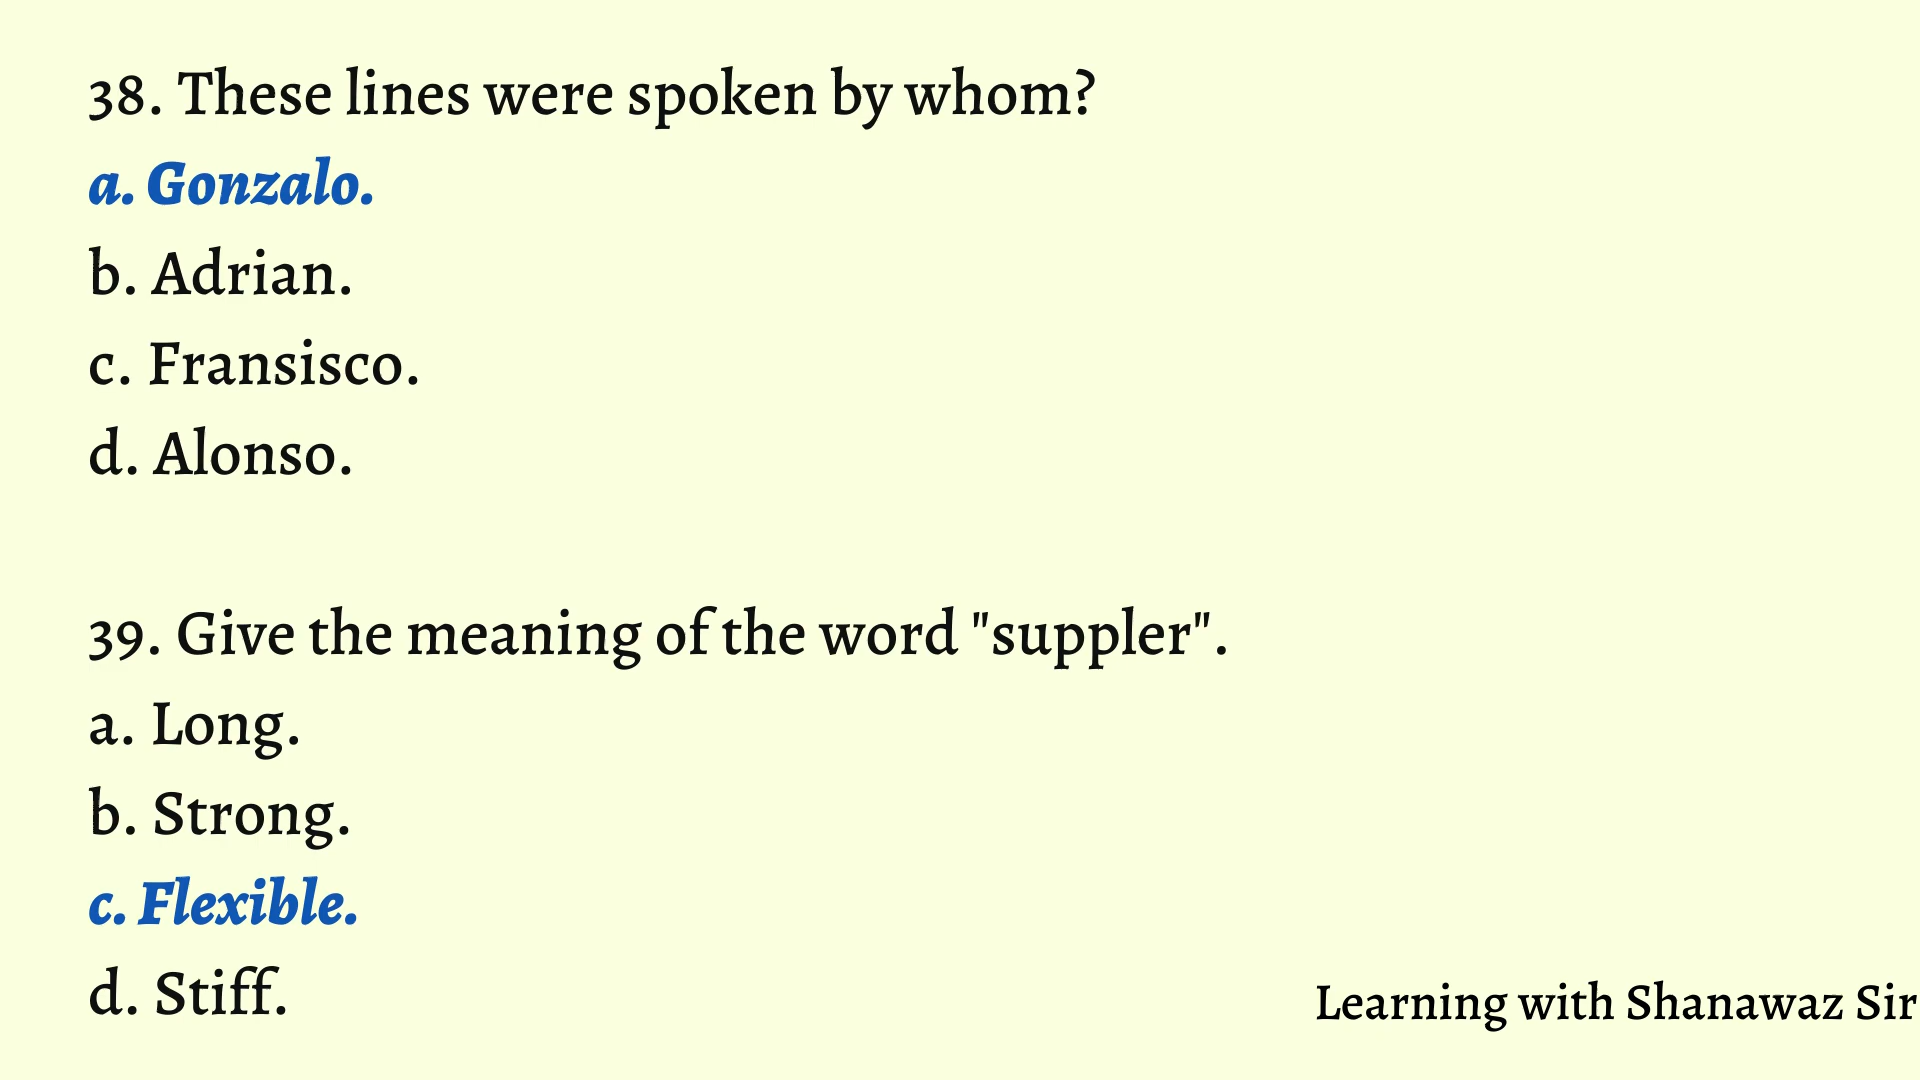 38. These lines were spoken by whom?
a. Gonzalo.
b. Adrian.
c. Fransisco.
d. Alonso.
39. Give the meaning of the word "suppler".
a. Long.
b. Strong.
c. Flexible.
d. Stiff.
Learning with Shanawaz Sir